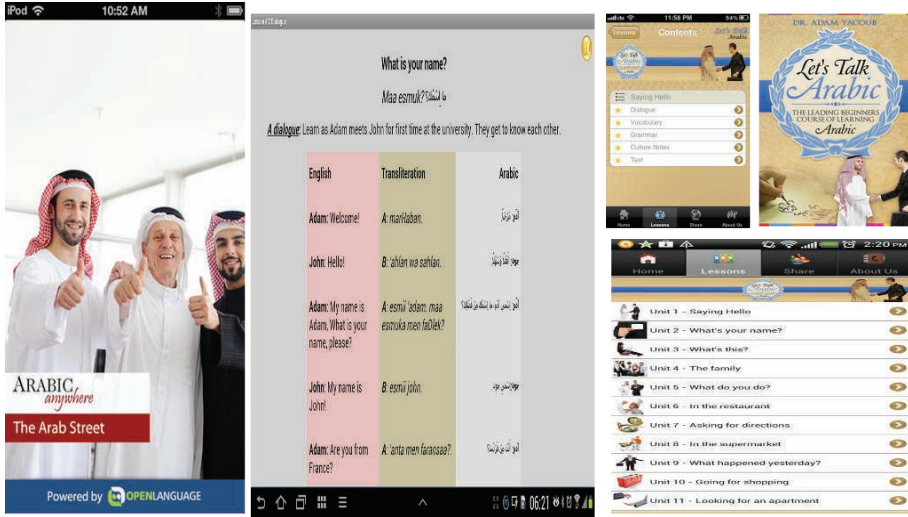 iPod 10:52 AM
ARABIC
anywhere
The Arab Street
Powered by OPENLANGUAGE
What is your name?
Maa esmuk?
A dialogue: Learn as Adam meets John for first time at the university. They get to know each other.
English Transliteration Arabic
Adam: Welcome! A: marHaban.
John: Hello! B: 'ahlan wa sahlan.
Adam: My name is A: esmii 'adam, maa
Adam, What is your esmuka men faDlek?
name, please?
John: My name is B: esmii john.
John!
Adam: Are you from A: 'anta men faransaa?
France?
06:21
11:58 PM 54%
Lessons Contents Let's Talk
Arabic
Let's Talk
Arabic
Saying Hello
Dialogue
Vocabulary
Grammar
Culture Notes
Test
Home Lessons Share About Us
DR. ADAM YACOUB
Let's Talk
Arabic
THE LEADING BEGINNERS
COURSE OF LEARNING
Arabic
2:20 PM
Home Lessons Share About Us
Unit 1 - Saying Hello
Unit 2 - What's your name?
Unit 3 - What's this?
Unit 4 - The family
Unit 5 - What do you do?
Unit 6 - In the restaurant
Unit 7 - Asking for directions
Unit 8 - In the supermarket
Unit 9 - What happened yesterday?
Unit 10 - Going for shopping
Unit 11 - Looking for an apartment